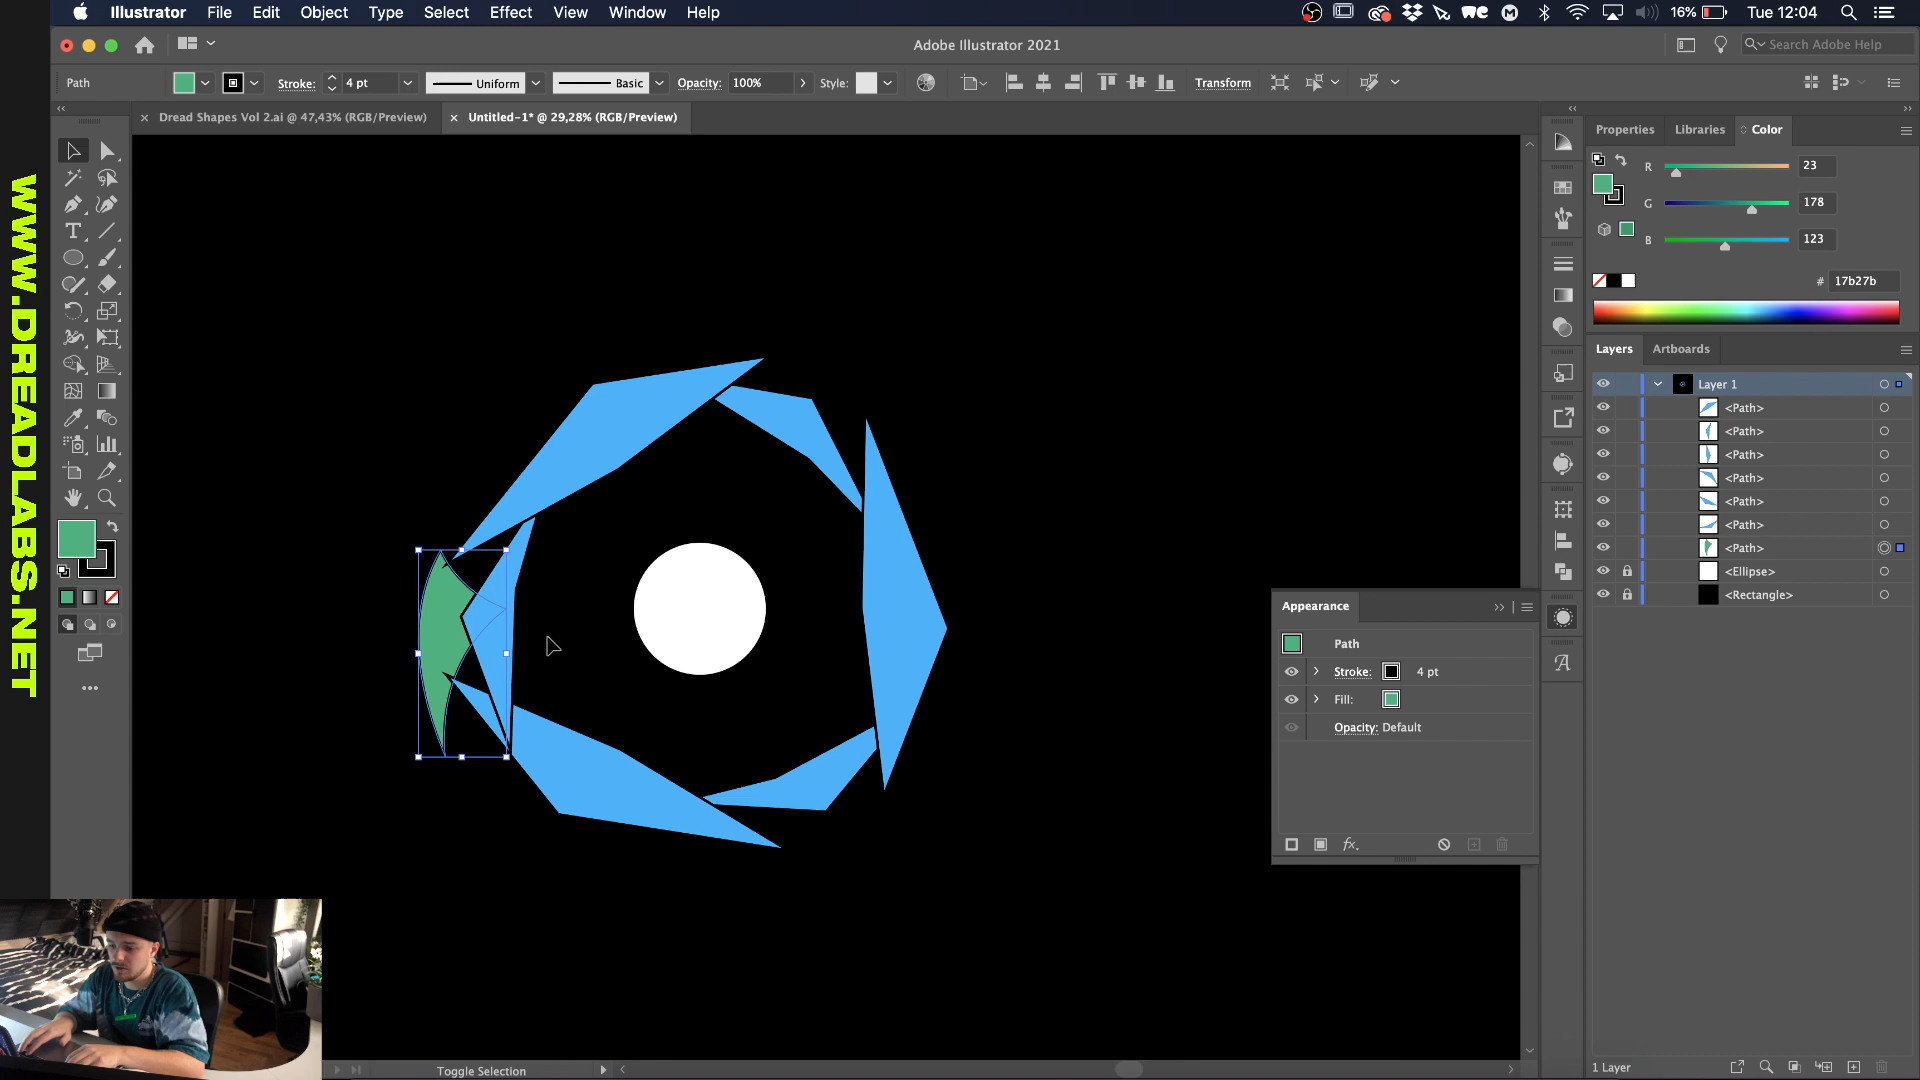 Illustrator File Edit Object Type Select Effect View Window Help
16% Tue 12:04
Adobe Illustrator 2021
Search Adobe Help
Path Stroke: 4 pt Uniform Basic Opacity: 100% Style: Transform
Dread Shapes Vol 2.ai @ 47,43% (RGB/Preview)
Untitled-1* @ 29,28% (RGB/Preview)
Properties Libraries Color
R 23
G 178
B 123
# 17b27b
Layers Artboards
Layer 1
<Path>
<Path>
<Path>
<Path>
<Path>
<Path>
<Path>
<Ellipse>
<Rectangle>
Appearance
Path
Stroke: 4 pt
Fill:
Opacity: Default
fx.
WWW.DREADLABS.NET
Toggle Selection
1 Layer